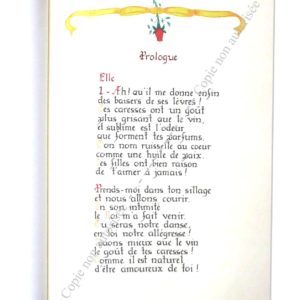 Prologue
Elle
1 - Ah! qu'il me donne enfin
des baisers de ses lèvres!
Tes caresses ont un goût
plus grisant que le vin,
et sublime est l'odeur
que forment tes parfums.
Ton nom ruisselle au coeur
comme une huile de paix.
Les filles ont bien raison
de t'aimer à jamais!
Prends-moi dans ton sillage
et nous allons courir.
En son intimité
le roi m'a fait venir.
Tu seras notre danse,
en toi notre allégresse!
Disons mieux que le vin
le goût de tes caresses!
Comme il est naturel
d'être amoureux de toi!
Copie non autorisée
Copie non autorisée